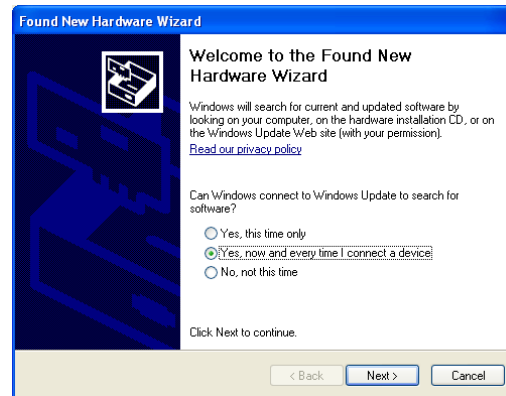 Found New Hardware Wizard
Welcome to the Found New
Hardware Wizard
Windows will search for current and updated software by
looking on your computer, on the hardware installation CD, or on
the Windows Update Web site (with your permission).
Read our privacy policy
Can Windows connect to Windows Update to search for
software?
Yes, this time only
Yes, now and every time I connect a device
No, not this time
Click Next to continue.
< Back Next > Cancel